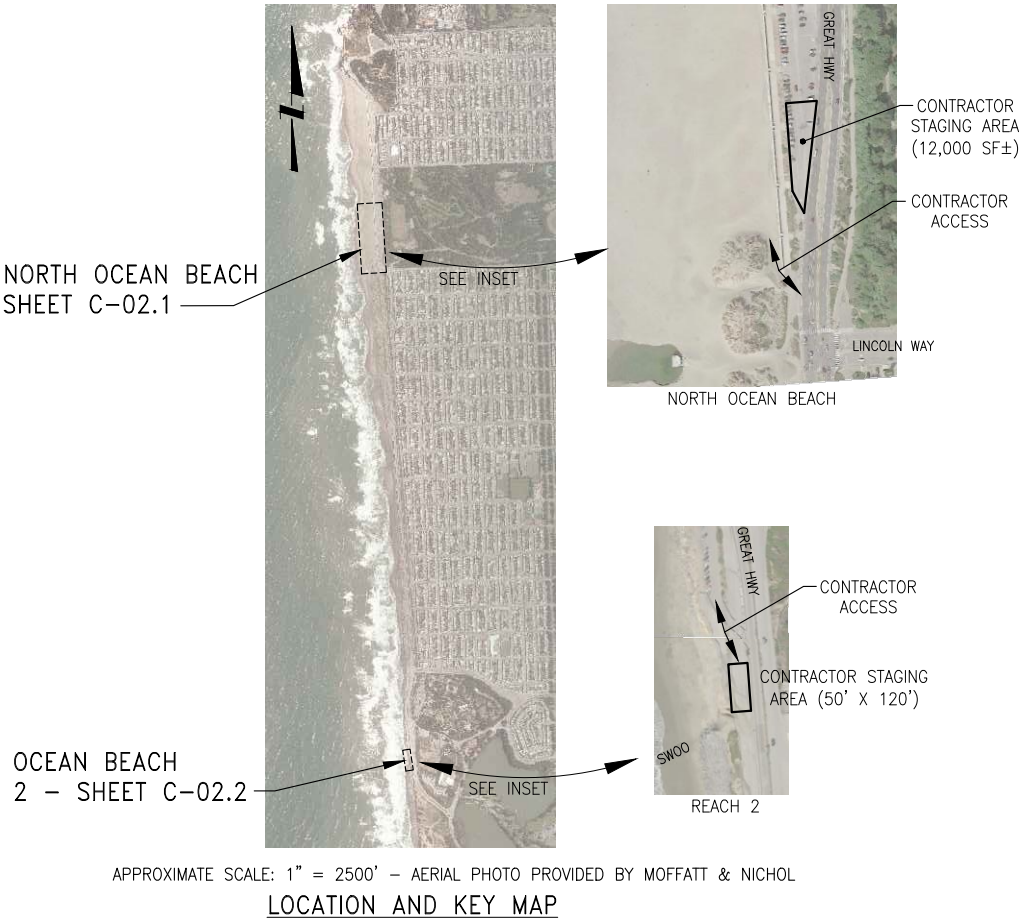 GREAT HWY
CONTRACTOR
STAGING AREA
(12,000 SF±)
CONTRACTOR
ACCESS
NORTH OCEAN BEACH
SHEET C-02.1
SEE INSET
LINCOLN WAY
NORTH OCEAN BEACH
GREAT HWY
CONTRACTOR
ACCESS
CONTRACTOR STAGING
AREA (50' X 120')
SWOO
OCEAN BEACH
2 - SHEET C-02.2
SEE INSET
REACH 2
APPROXIMATE SCALE: 1" = 2500' - AERIAL PHOTO PROVIDED BY MOFFATT & NICHOL
LOCATION AND KEY MAP